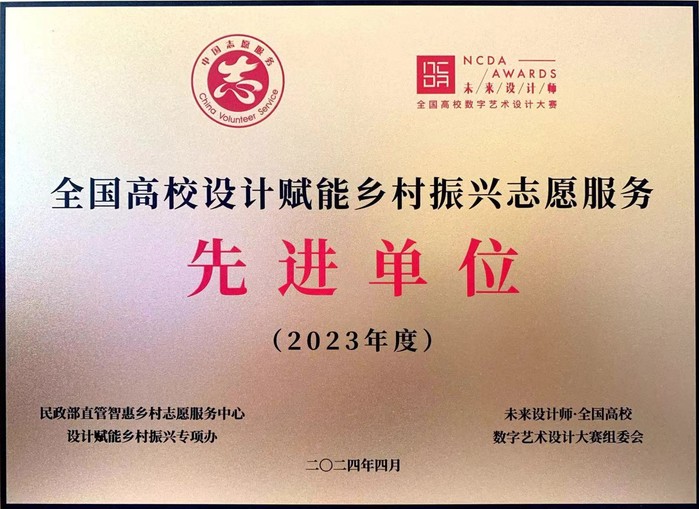 中国志愿服务
志
China Volunteer Service
NCDA
AWARDS
未来设计师
全国高校数字艺术设计大赛
全国高校设计赋能乡村振兴志愿服务
先进单位
（2023年度）
民政部直管智惠乡村志愿服务中心
设计赋能乡村振兴专项办
未来设计师·全国高校
数字艺术设计大赛组委会
二〇二四年四月